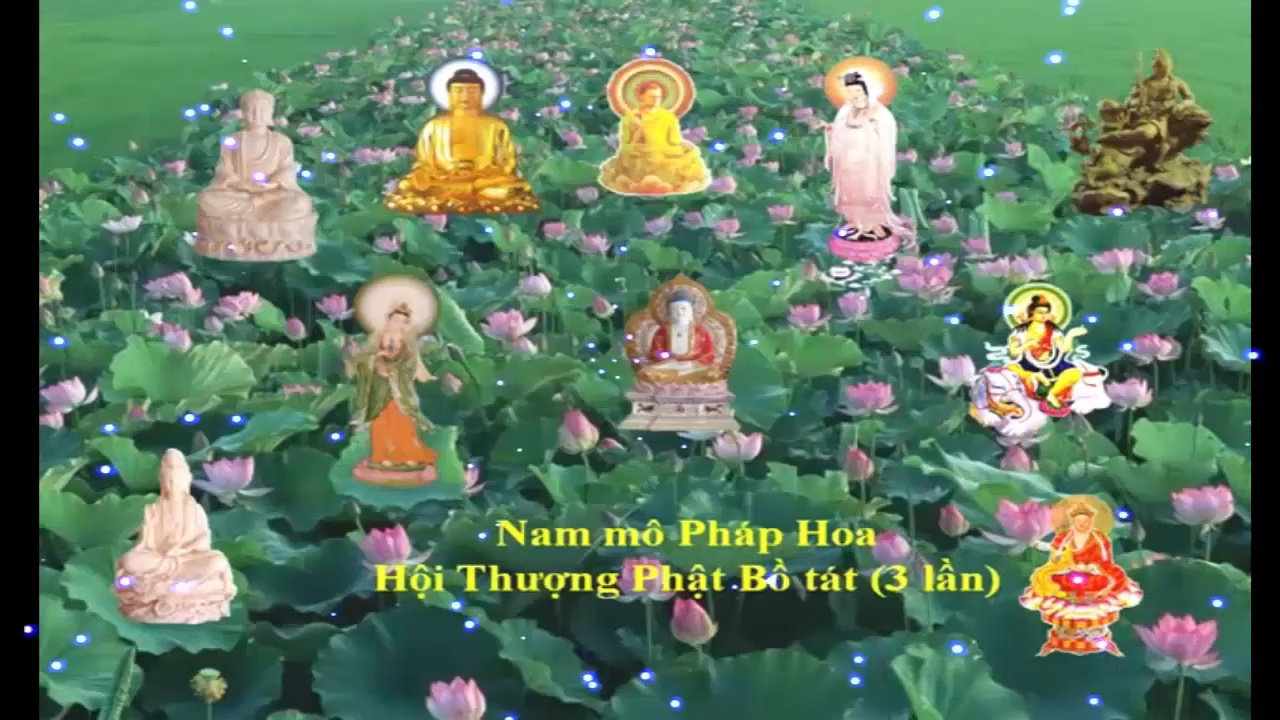 Nam mô Pháp Hoa
Hội Thượng Phật Bồ tát (3 lần)